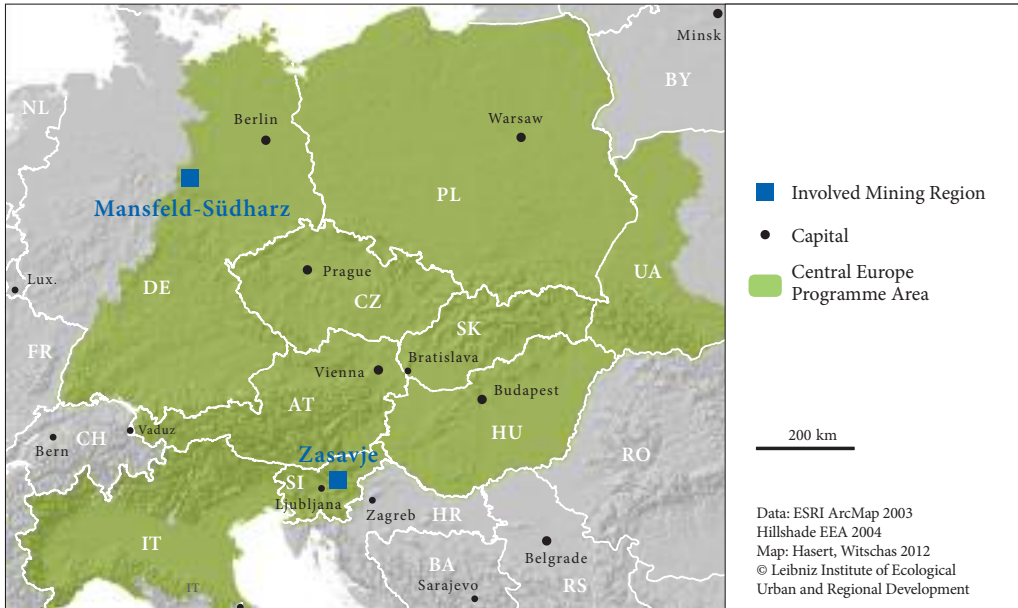 Minsk
BY
NL
Berlin
Warsaw
Mansfeld-Südharz
PL
Lux.
DE
Prague
CZ
UA
SK
FR
Vienna
Bratislava
Budapest
AT
CH
Vaduz
Bern
HU
Zasavje
RO
SI
Ljubljana
Zagreb
HR
IT
BA
Belgrade
Sarajevo
RS
IT
Involved Mining Region
Capital
Central Europe
Programme Area
200 km
Data: ESRI ArcMap 2003
Hillshade EEA 2004
Map: Hasert, Witschas 2012
© Leibniz Institute of Ecological
Urban and Regional Development